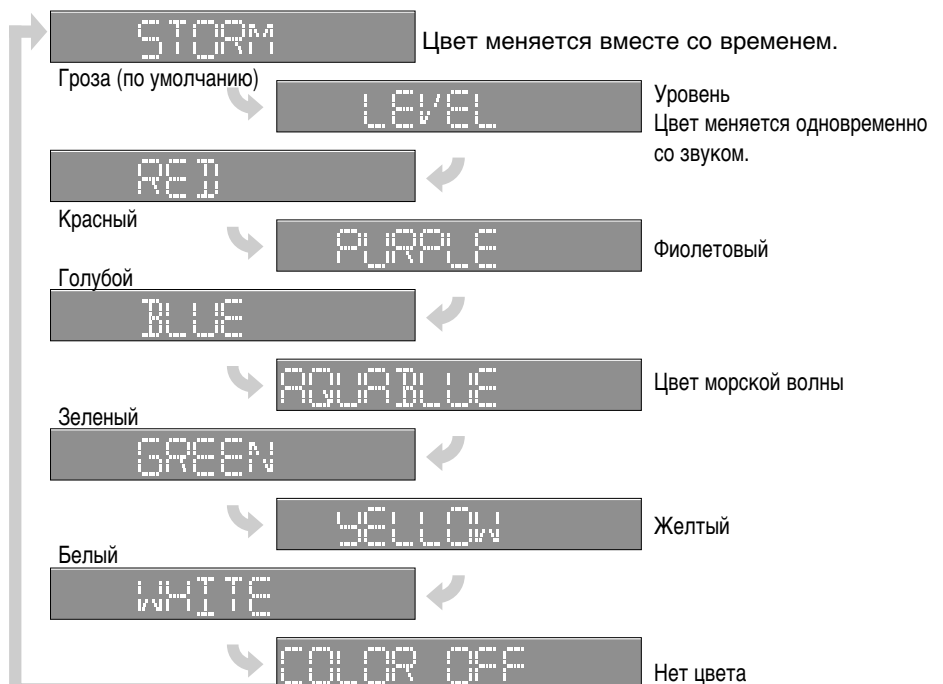 STORM
Цвет меняется вместе со временем.
Гроза (по умолчанию)
LEVEL
Уровень
Цвет меняется одновременно
со звуком.
RED
Красный
PURPLE
Фиолетовый
Голубой
BLUE
AQUABLUE
Цвет морской волны
Зеленый
GREEN
YELLOW
Желтый
Белый
WHITE
COLOR OFF
Нет цвета